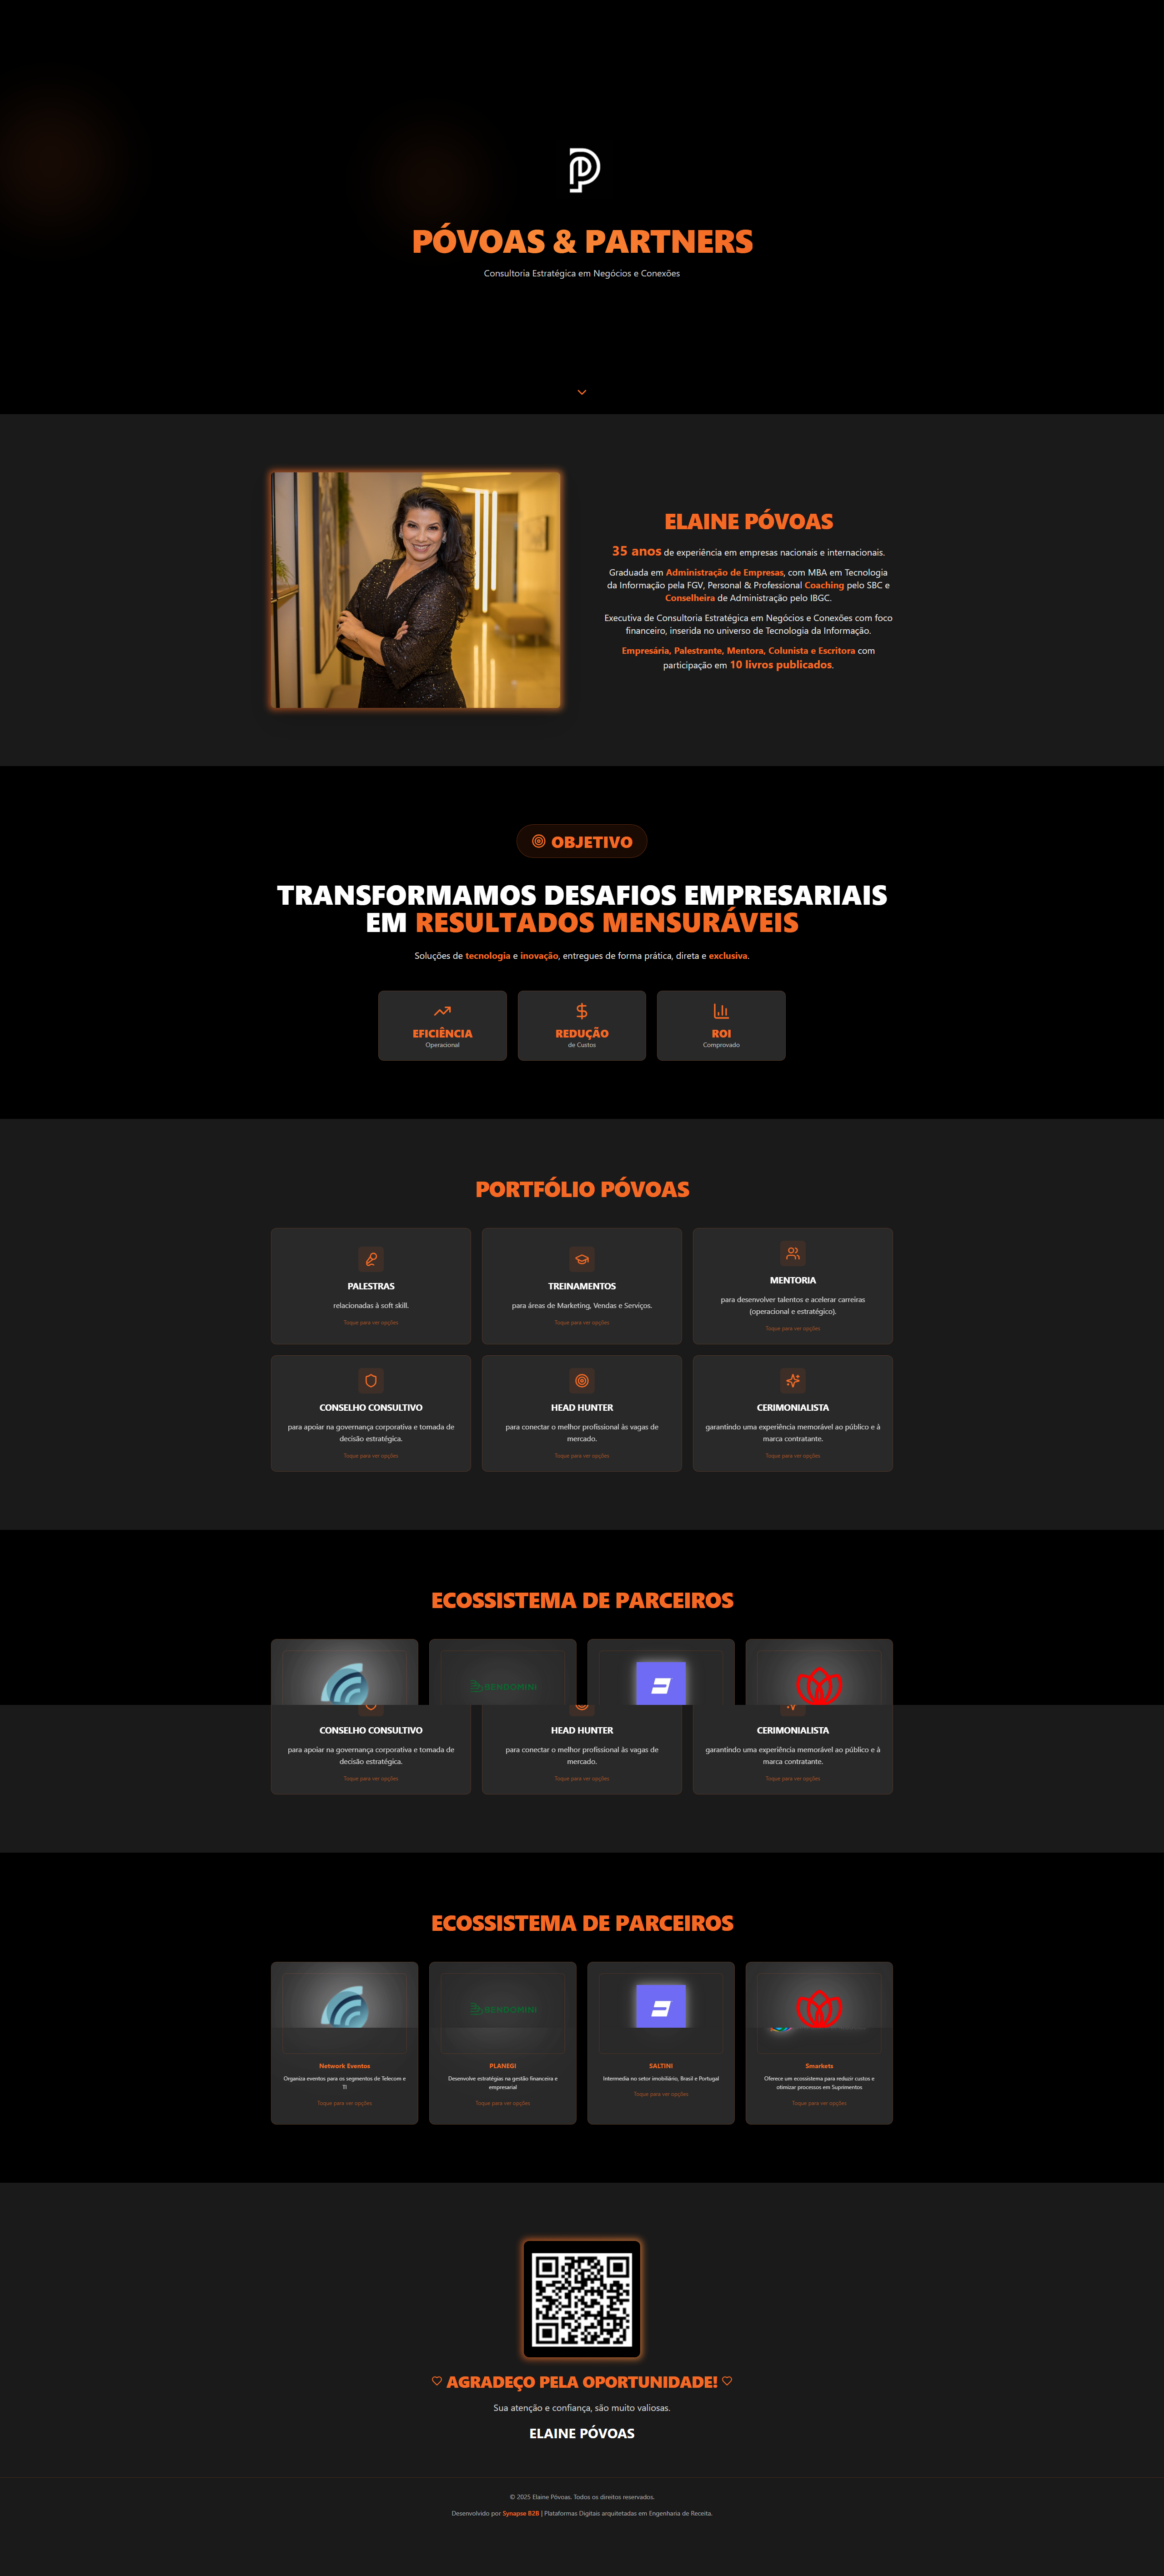 PÓVOAS & PARTNERS
Consultoria Estratégica em Negócios e Conexões
ELAINE PÓVOAS
35 anos de experiência em empresas nacionais e internacionais.
Graduada em Administração de Empresas, com MBA em Tecnologia
da Informação pela FGV, Personal & Professional Coaching pelo SBC e
Conselheira de Administração pelo IBGC.
Executiva de Consultoria Estratégica em Negócios e Conexões com foco
financeiro, inserida no universo de Tecnologia da Informação.
Empresária, Palestrante, Mentora, Colunista e Escritora com
participação em 10 livros publicados.
OBJETIVO
TRANSFORMAMOS DESAFIOS EMPRESARIAIS
EM RESULTADOS MENSURÁVEIS
Soluções de tecnologia e inovação, entregues de forma prática, direta e exclusiva.
EFICIÊNCIA
Operacional
REDUÇÃO
de Custos
ROI
Comprovado
PORTFÓLIO PÓVOAS
PALESTRAS
relacionadas à soft skill.
Toque para ver opções
TREINAMENTOS
para áreas de Marketing, Vendas e Serviços.
Toque para ver opções
MENTORIA
para desenvolver talentos e acelerar carreiras
(operacional e estratégico).
Toque para ver opções
CONSELHO CONSULTIVO
para apoiar na governança corporativa e tomada de
decisão estratégica.
Toque para ver opções
HEAD HUNTER
para conectar o melhor profissional às vagas de
mercado.
Toque para ver opções
CERIMONIALISTA
garantindo uma experiência memorável ao público e à
marca contratante.
Toque para ver opções
ECOSSISTEMA DE PARCEIROS
BENDOMINI
CONSELHO CONSULTIVO
para apoiar na governança corporativa e tomada de
decisão estratégica.
Toque para ver opções
HEAD HUNTER
para conectar o melhor profissional às vagas de
mercado.
Toque para ver opções
CERIMONIALISTA
garantindo uma experiência memorável ao público e à
marca contratante.
Toque para ver opções
ECOSSISTEMA DE PARCEIROS
BENDOMINI
Network Eventos
Organiza eventos para os segmentos de Telecom e
TI
Toque para ver opções
PLANEGI
Desenvolve estratégias na gestão financeira e
empresarial
Toque para ver opções
SALTINI
Intermedia no setor imobiliário, Brasil e Portugal
Toque para ver opções
Smarkets
Oferece um ecossistema para reduzir custos e
otimizar processos em Suprimentos
Toque para ver opções
AGRADEÇO PELA OPORTUNIDADE!
Sua atenção e confiança, são muito valiosas.
ELAINE PÓVOAS
© 2025 Elaine Póvoas. Todos os direitos reservados.
Desenvolvido por Synapse B2B | Plataformas Digitais arquitetadas em Engenharia de Receita.